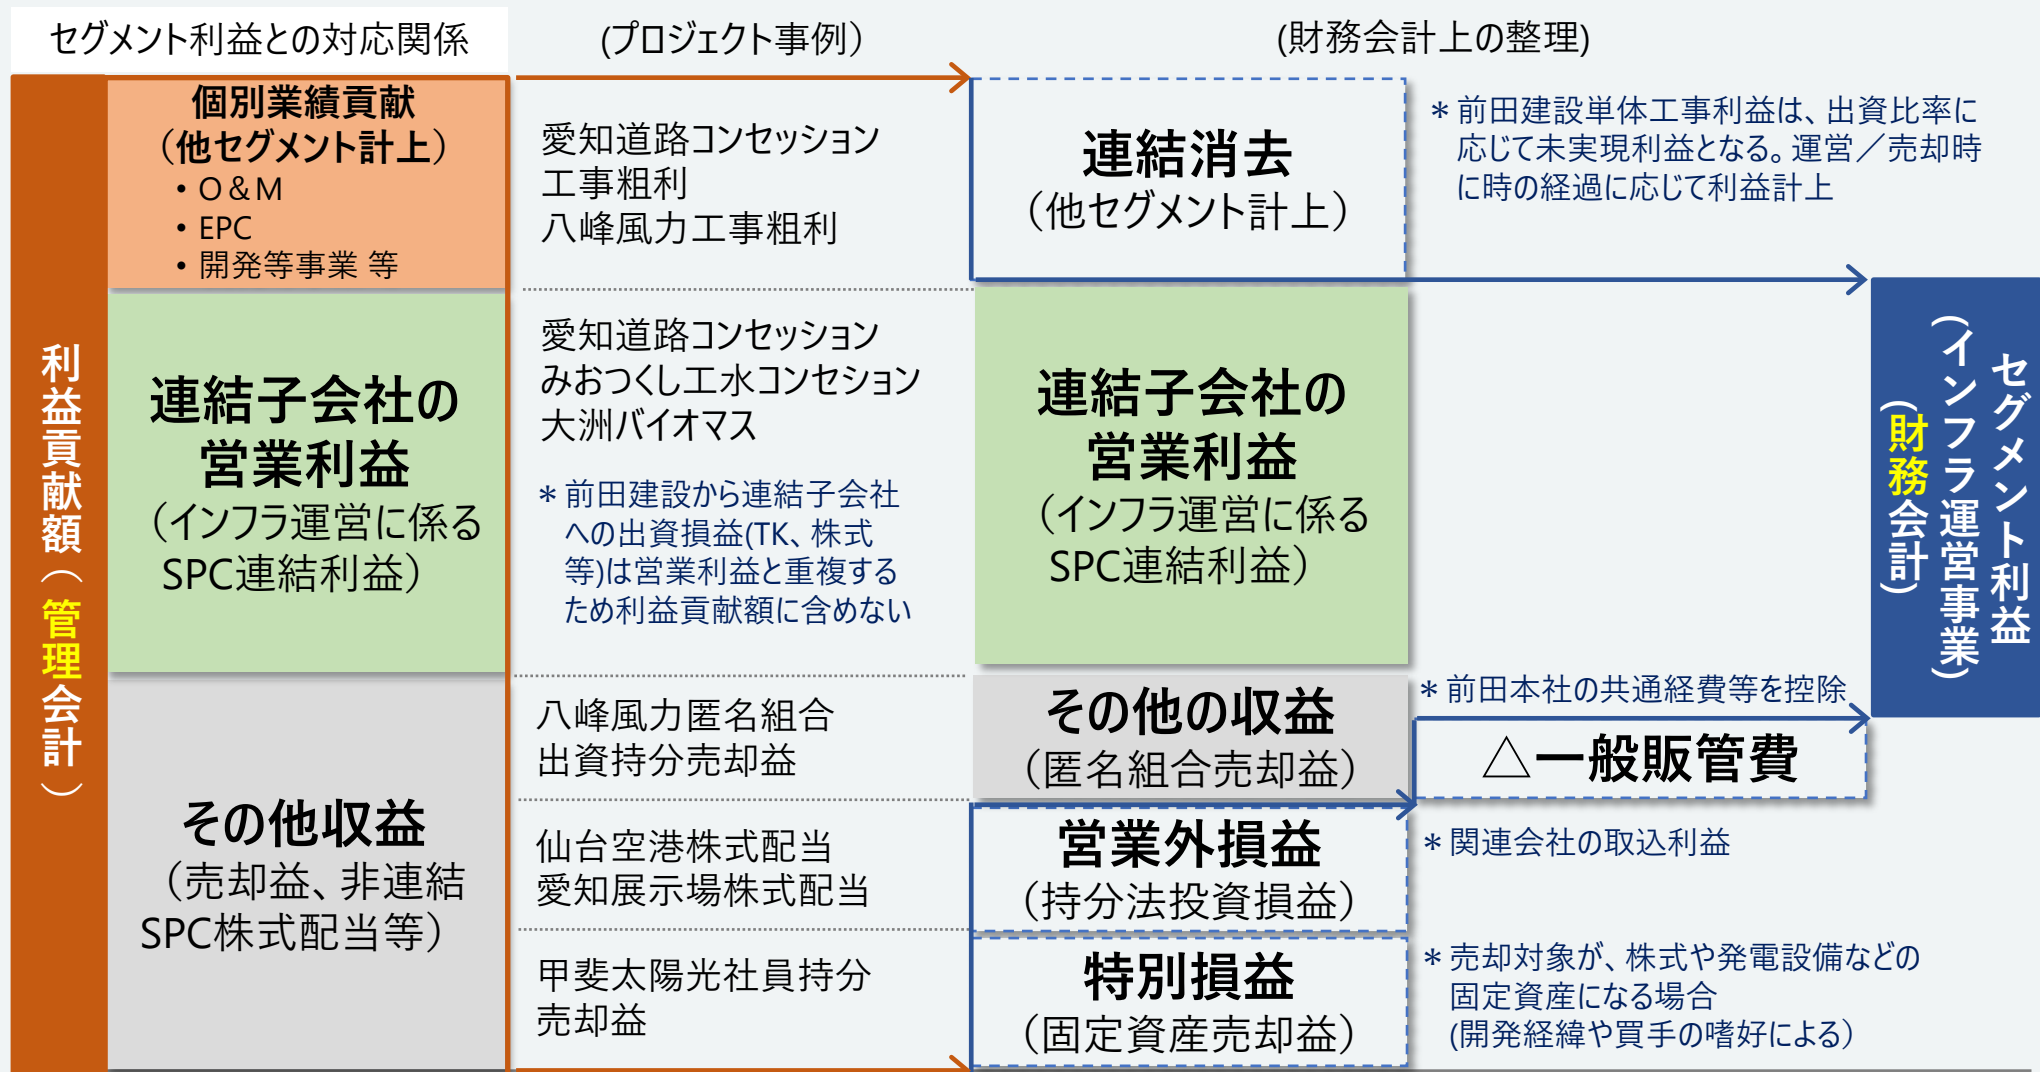 セグメント利益との対応関係
(プロジェクト事例）
(財務会計上の整理)
利益貢献額（管理会計）
個別業績貢献
（他セグメント計上）
・O＆M
・EPC
・開発等事業 等
愛知道路コンセッション
工事粗利
八峰風力工事粗利
連結消去
（他セグメント計上）
＊前田建設単体工事利益は、出資比率に
応じて未実現利益となる。運営／売却時
に時の経過に応じて利益計上
連結子会社の
営業利益
（インフラ運営に係る
SPC連結利益）
愛知道路コンセッション
みおつくし工水コンセション
大洲バイオマス
＊前田建設から連結子会社
への出資損益(TK、株式
等)は営業利益と重複する
ため利益貢献額に含めない
連結子会社の
営業利益
（インフラ運営に係る
SPC連結利益）
セグメント利益
(インフラ運営事業)
(財務会計)
その他収益
（売却益、非連結
SPC株式配当等）
八峰風力匿名組合
出資持分売却益
その他の収益
（匿名組合売却益）
＊前田本社の共通経費等を控除
△一般販管費
仙台空港株式配当
愛知展示場株式配当
営業外損益
（持分法投資損益）
＊関連会社の取込利益
甲斐太陽光社員持分
売却益
特別損益
（固定資産売却益）
＊売却対象が、株式や発電設備などの
固定資産になる場合
(開発経緯や買手の嗜好による）